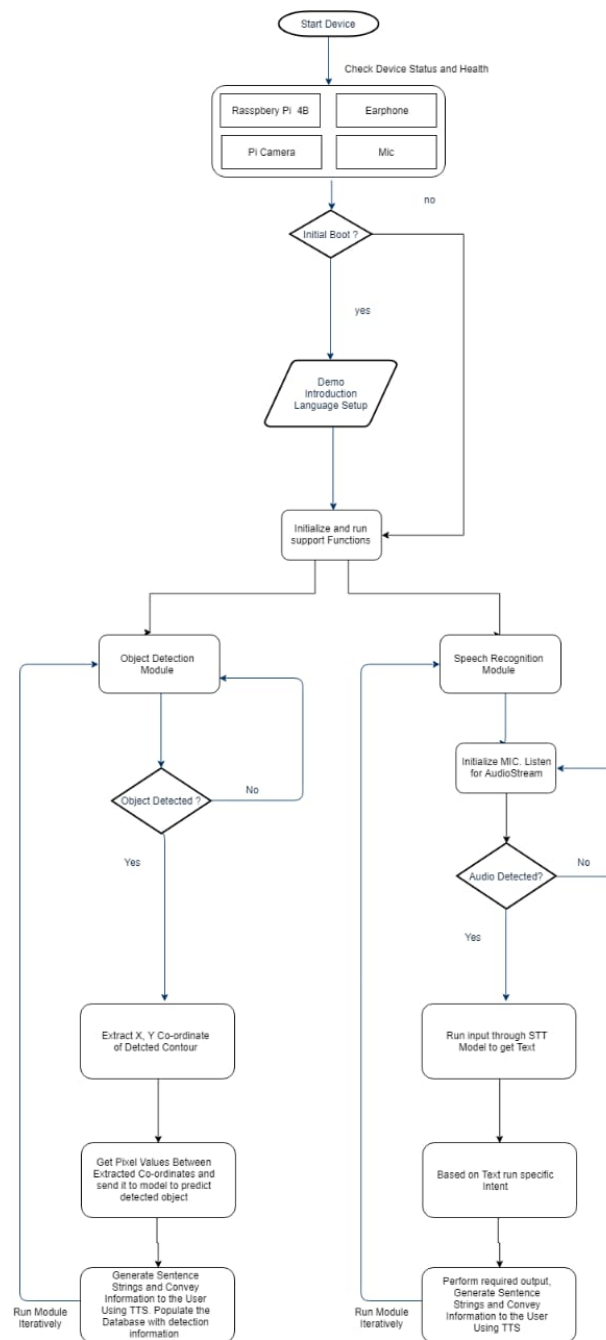 Start Device
Check Device Status and Health
Rasspbery Pi 4B
Earphone
Pi Camera
Mic
no
Initial Boot ?
yes
Demo
Introduction
Language Setup
Initialize and run
support Functions
Object Detection
Module
Object Detected ?
No
Yes
Extract X, Y Co-ordinate
of Detcted Contour
Get Pixel Values Between
Extracted Co-ordinates and
send it to model to predict
detected object
Generate Sentence
Strings and Convey
Information to the User
Using TTS. Populate the
Database with detection
information
Run Module
Iteratively
Speech Recognition
Module
Initialize MIC. Listen
for AudioStream
Audio Detected?
No
Yes
Run input through STT
Model to get Text
Based on Text run specific
Intent
Perform required output,
Generate Sentence
Strings and Convey
Information to the User
Using TTS
Run Module
Iteratively